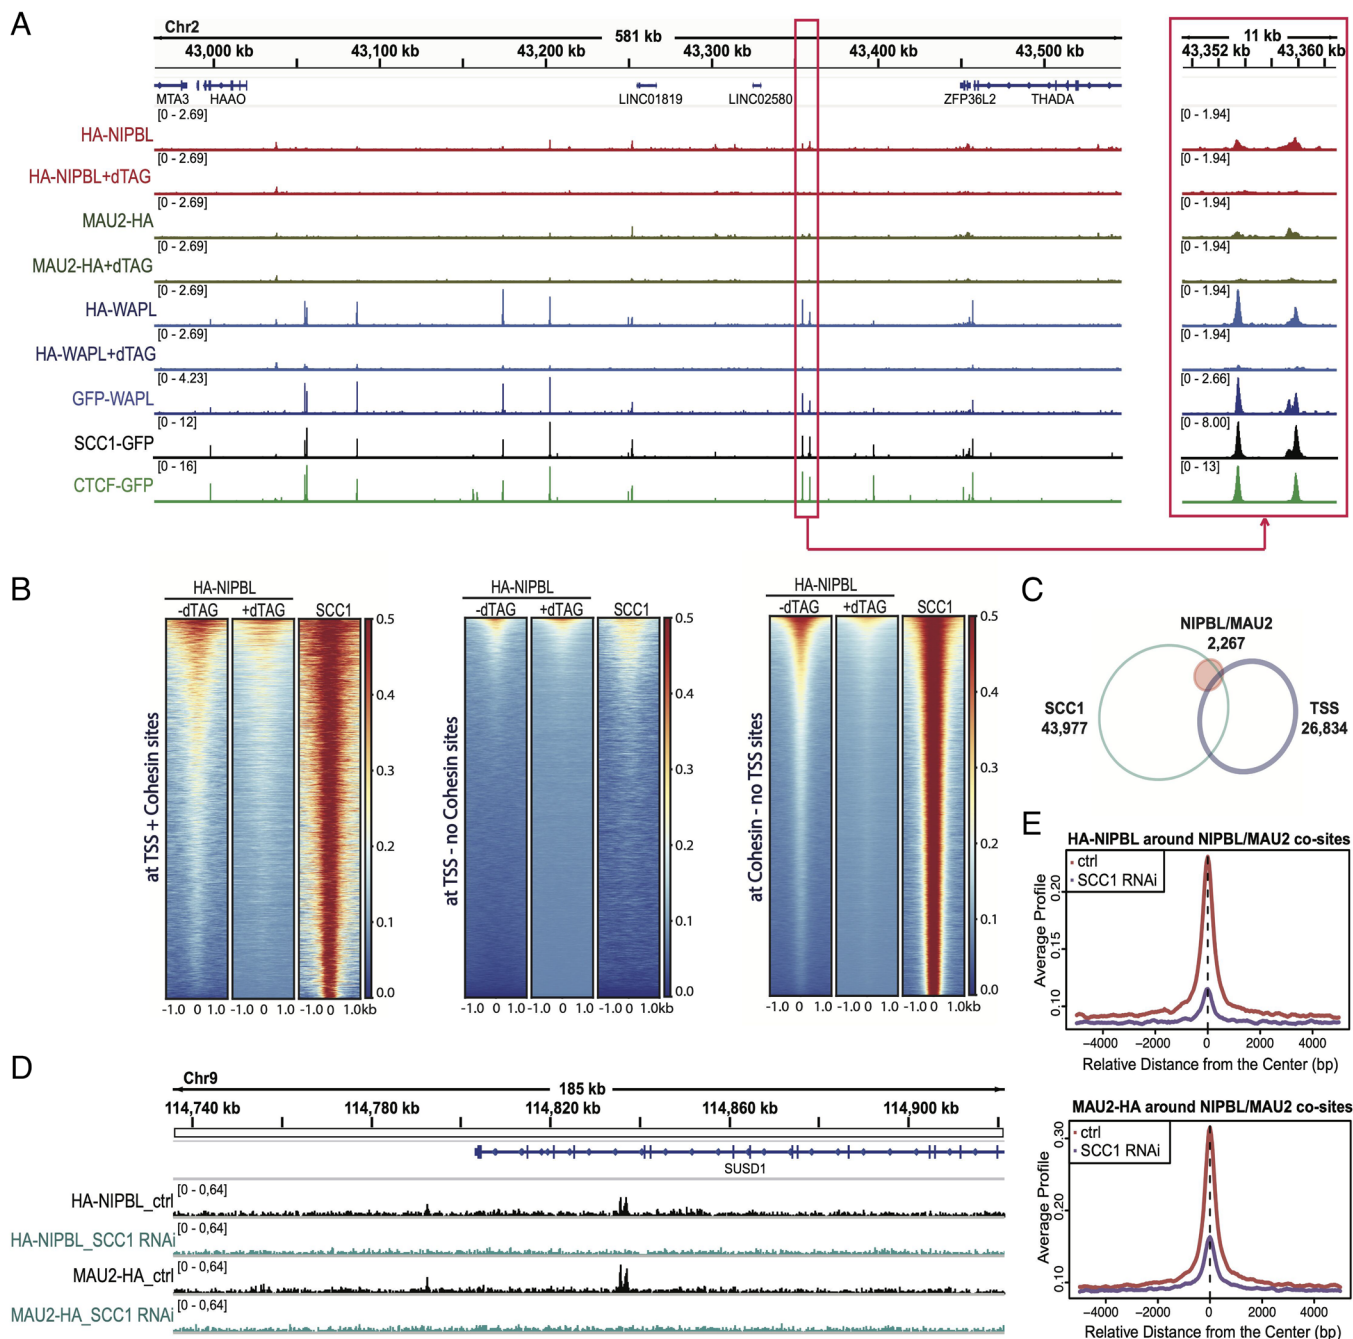 A
Chr2
581 kb
43,000 kb 43,100 kb 43,200 kb 43,300 kb 43,400 kb 43,500 kb
MTA3 HAAO LINC01819 LINC02580 ZFP36L2 THADA
11 kb
43,352 kb 43,360 kb
HA-NIPBL [0 - 2.69] [0 - 1.94]
HA-NIPBL+dTAG [0 - 2.69] [0 - 1.94]
MAU2-HA [0 - 2.69] [0 - 1.94]
MAU2-HA+dTAG [0 - 2.69] [0 - 1.94]
HA-WAPL [0 - 2.69] [0 - 1.94]
HA-WAPL+dTAG [0 - 2.69] [0 - 1.94]
GFP-WAPL [0 - 4.23] [0 - 2.66]
SCC1-GFP [0 - 12] [0 - 8.00]
CTCF-GFP [0 - 16] [0 - 13]
B
HA-NIPBL
-dTAG +dTAG SCC1
at TSS + Cohesin sites
0.5
0.4
0.3
0.2
0.1
0.0
-1.0 0 1.0 -1.0 0 1.0kb
HA-NIPBL
-dTAG +dTAG SCC1
at TSS - no Cohesin sites
0.5
0.4
0.3
0.2
0.1
0.0
-1.0 0 1.0 -1.0 0 1.0kb
HA-NIPBL
-dTAG +dTAG SCC1
at Cohesin - no TSS sites
0.5
0.4
0.3
0.2
0.1
0.0
-1.0 0 1.0 -1.0 0 1.0kb
C
NIPBL/MAU2
2,267
SCC1
43,977
TSS
26,834
D
Chr9
185 kb
114,740 kb 114,780 kb 114,820 kb 114,860 kb 114,900 kb
SUSD1
HA-NIPBL_ctrl [0 - 0,64]
HA-NIPBL_SCC1 RNAi [0 - 0,64]
MAU2-HA_ctrl [0 - 0,64]
MAU2-HA_SCC1 RNAi [0 - 0,64]
E
HA-NIPBL around NIPBL/MAU2 co-sites
ctrl
SCC1 RNAi
Average Profile
0.20
0.15
0.10
−4000 −2000 0 2000 4000
Relative Distance from the Center (bp)
MAU2-HA around NIPBL/MAU2 co-sites
ctrl
SCC1 RNAi
Average Profile
0.30
0.20
0.10
-4000 -2000 0 2000 4000
Relative Distance from the Center (bp)